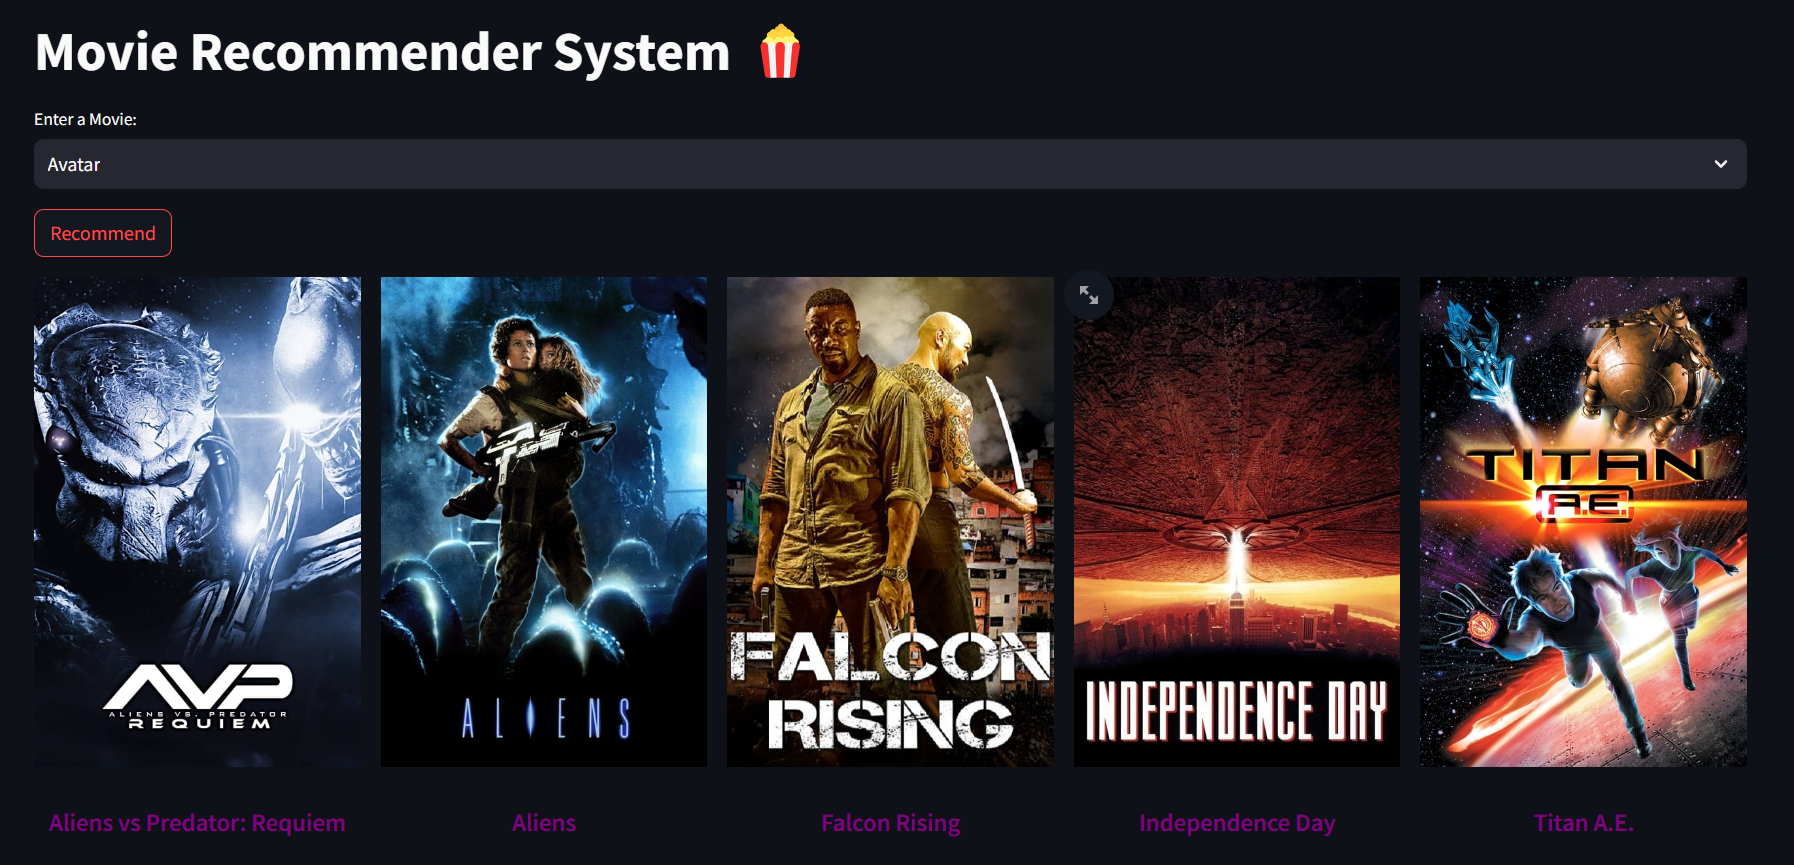 Movie Recommender System
Enter a Movie:
Avatar
Recommend
AVP
ALIENS VS. PREDATOR
REQUIEM
ALIENS
FALCON
RISING
INDEPENDENCE DAY
TITAN
A.E.
Aliens vs Predator: Requiem
Aliens
Falcon Rising
Independence Day
Titan A.E.